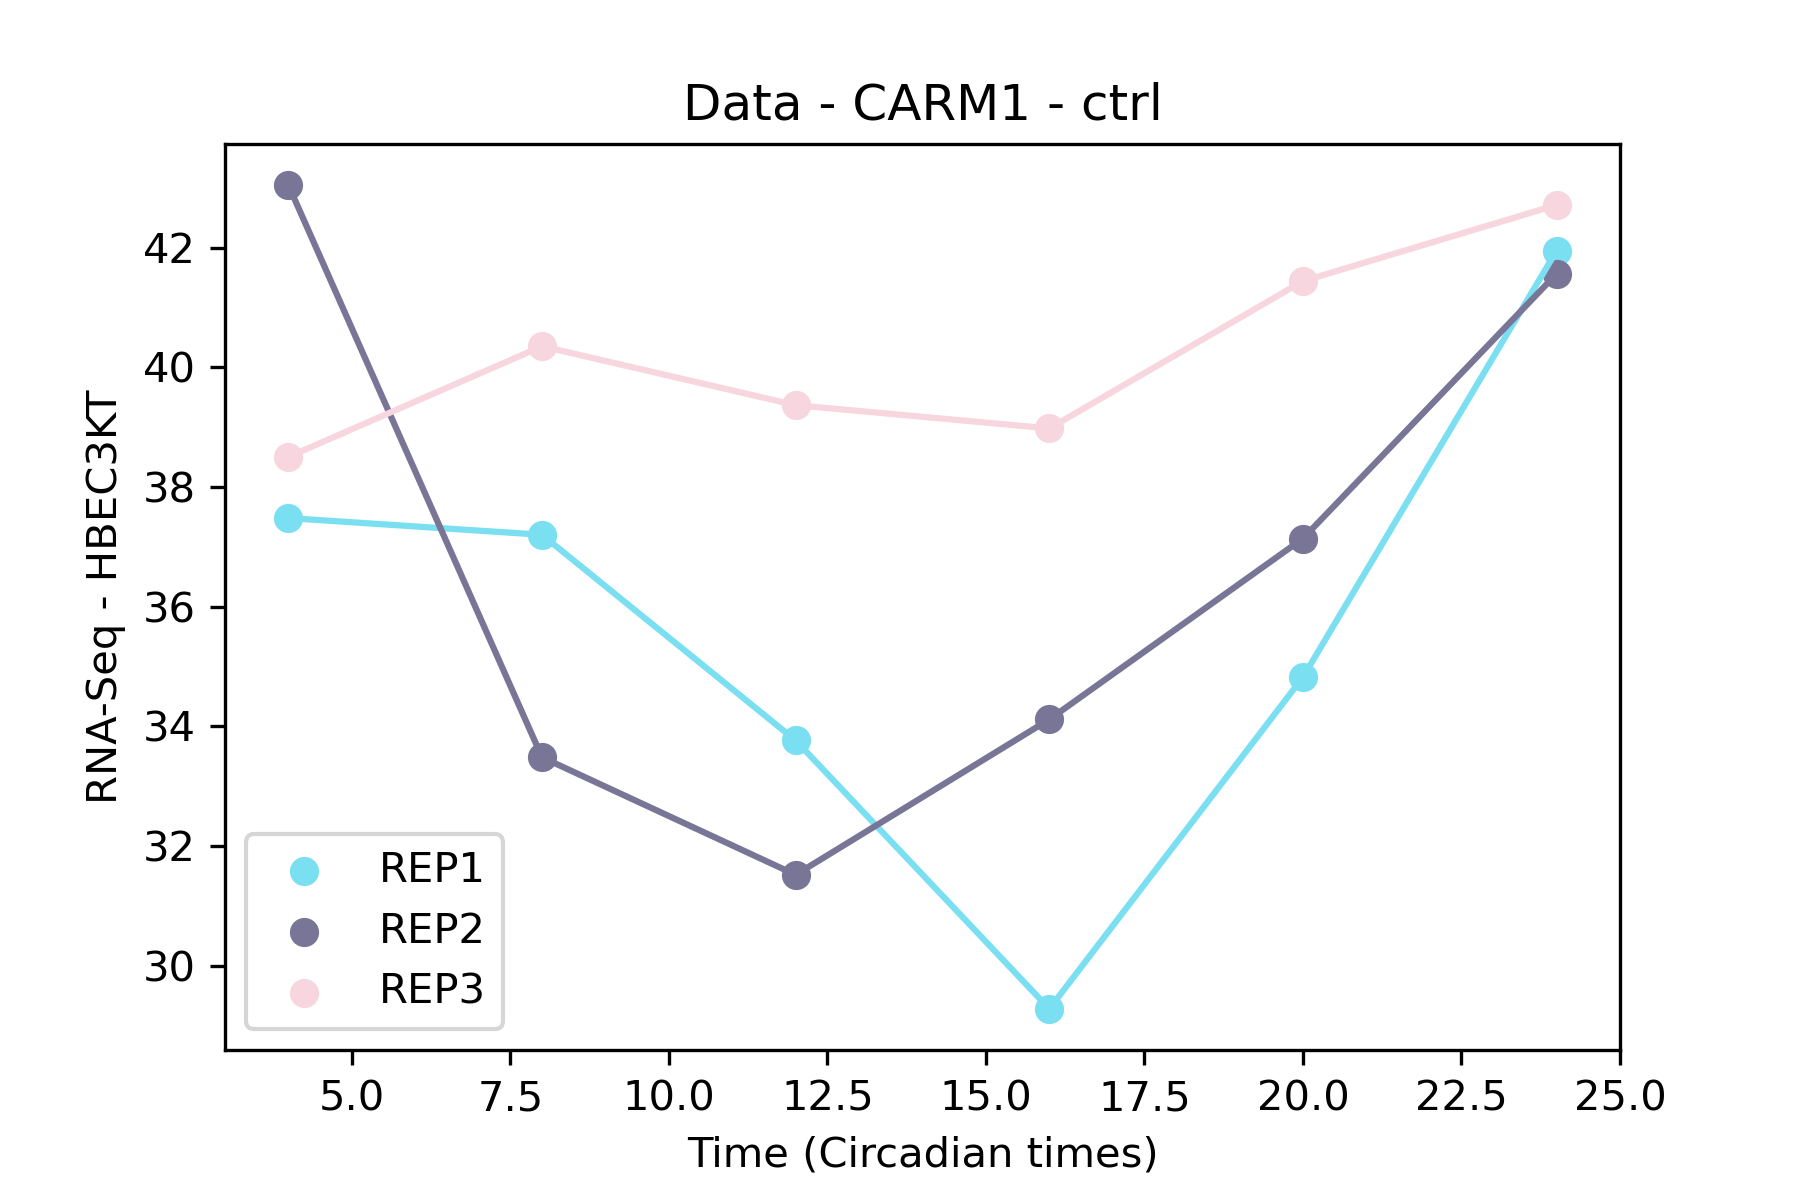 Data - CARM1 - ctrl
RNA-Seq - HBEC3KT
42
40
38
36
34
32
30
REP1
REP2
REP3
5.0 7.5 10.0 12.5 15.0 17.5 20.0 22.5 25.0
Time (Circadian times)